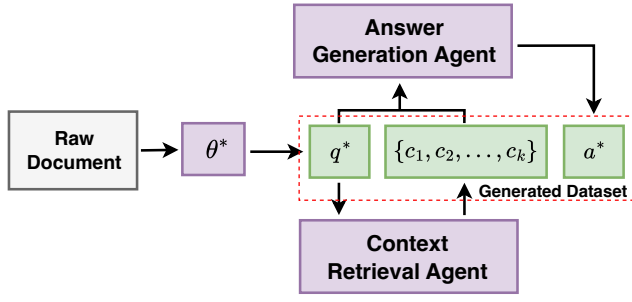 Answer
Generation Agent
Raw
Document
θ*
q*
{c₁, c₂, . . . , cₖ}
a*
Generated Dataset
Context
Retrieval Agent